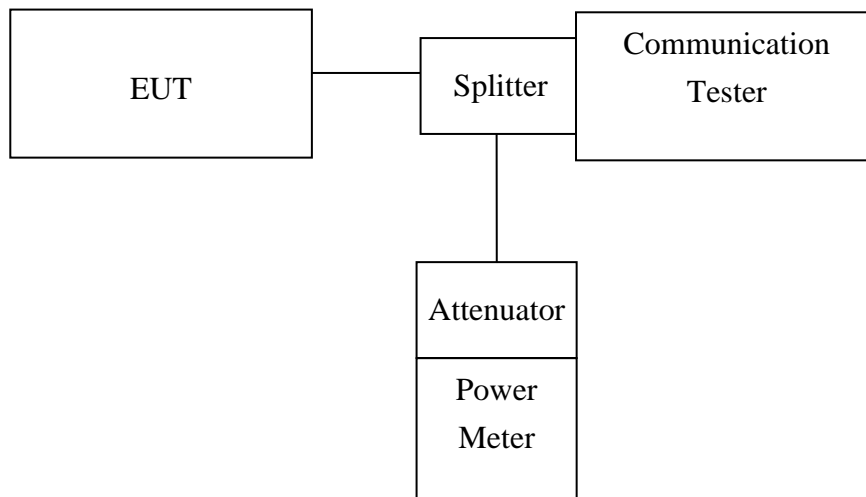 EUT
Splitter
Communication
Tester
Attenuator
Power
Meter